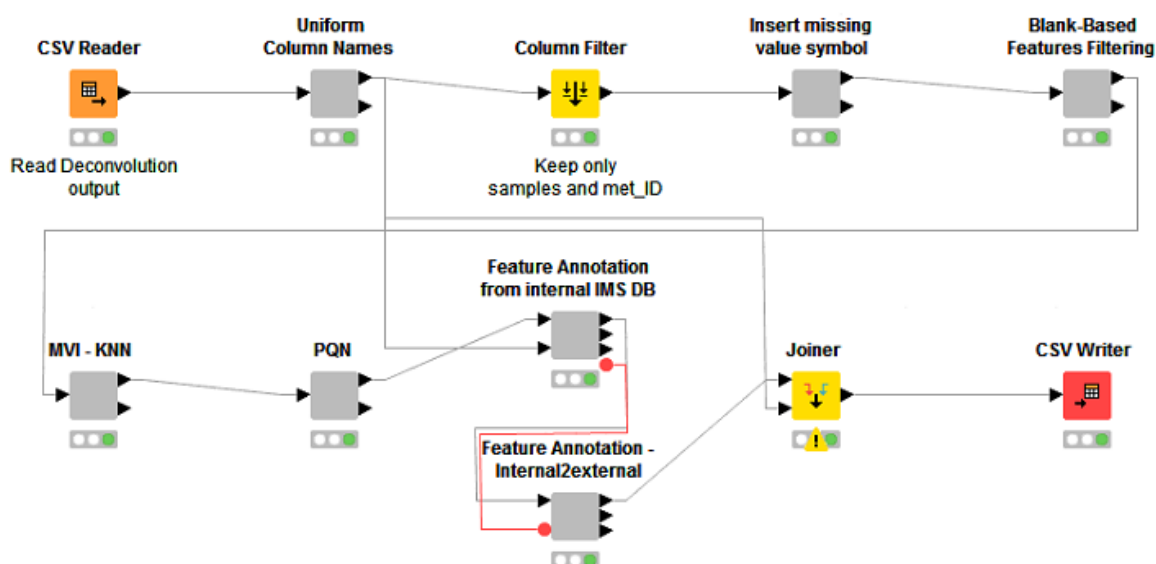 CSV Reader
Uniform
Column Names
Column Filter
Insert missing
value symbol
Blank-Based
Features Filtering
Read Deconvolution
output
Keep only
samples and met_ID
MVI - KNN
PQN
Feature Annotation
from internal IMS DB
Joiner
CSV Writer
Feature Annotation -
Internal2external